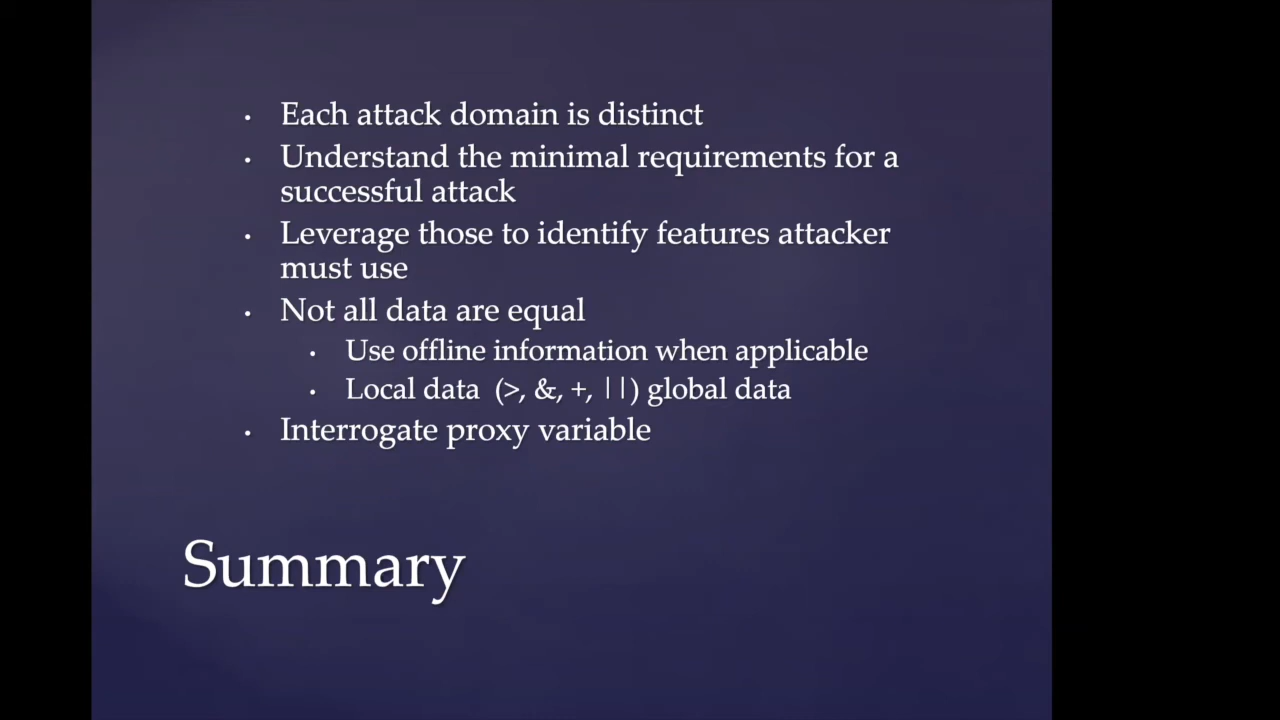 • Each attack domain is distinct
• Understand the minimal requirements for a
successful attack
• Leverage those to identify features attacker
must use
• Not all data are equal
• Use offline information when applicable
• Local data (>, &, +, ||) global data
• Interrogate proxy variable
Summary